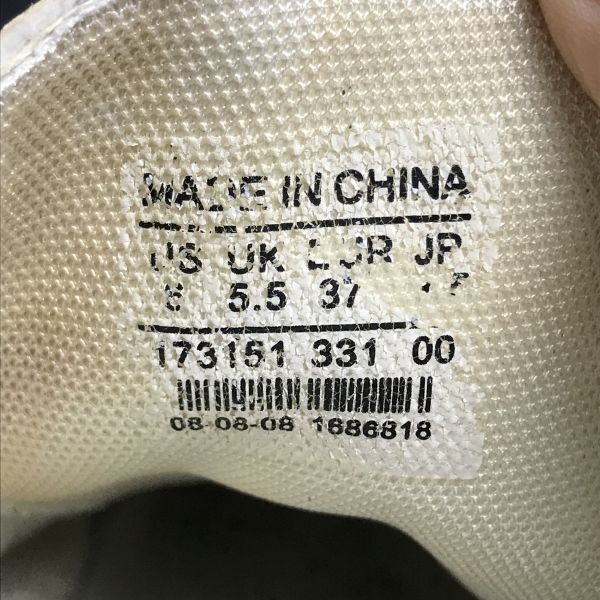 MADE IN CHINA
US UK EUR JP
5.5 37
173151 331 00
08-08-08 1686818